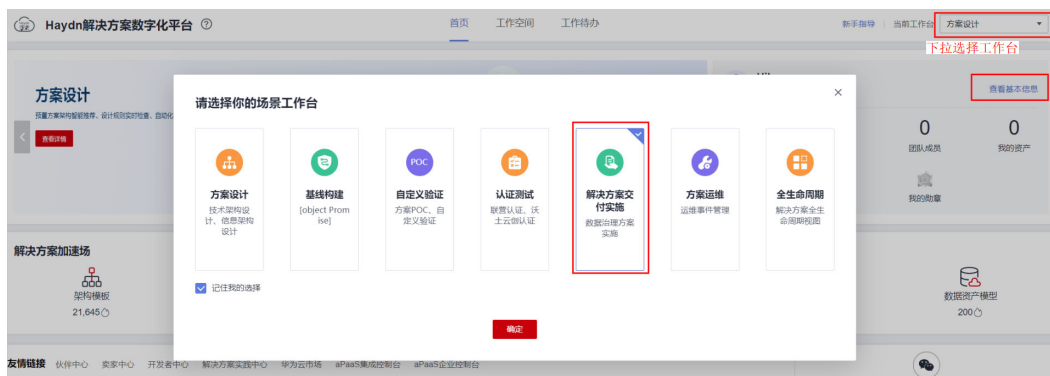 Haydn解决方案数字化平台
首页 工作空间 工作待办
新手指导 当前工作台 方案设计
下拉选择工作台
方案设计
查看详情
查看基本信息
0 0
团队成员 我的资产
我的勋章
请选择你的场景工作台
方案设计
技术架构设
计、信息架构
设计
基线构建
[object Prom
ise]
POC
自定义验证
方案POC、自
定义验证
认证测试
联营认证、沃
土云创认证
解决方案交
付实施
数据治理方案
实施
方案运维
运维事件管理
全生命周期
解决方案全生
命周期视图
记住我的选择
确定
解决方案加速场
架构模板
21,645
数据资产模型
200
友情链接 伙伴中心 卖家中心 开发者中心 解决方案实践中心 华为云市场 aPaaS集成控制台 aPaaS企业控制台